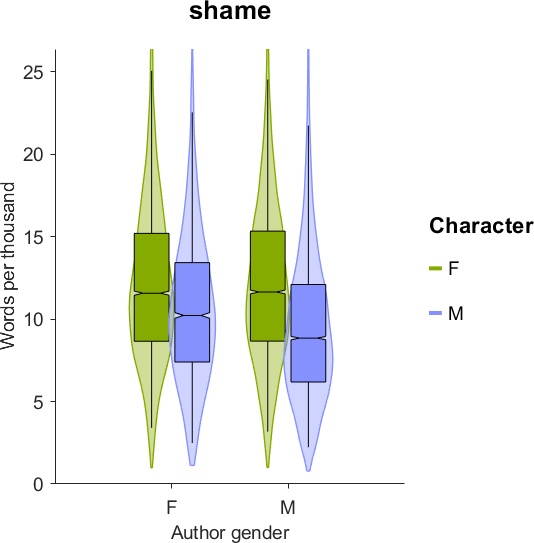 shame
Words per thousand
25
20
15
10
5
0
F
M
Author gender
Character
F
M